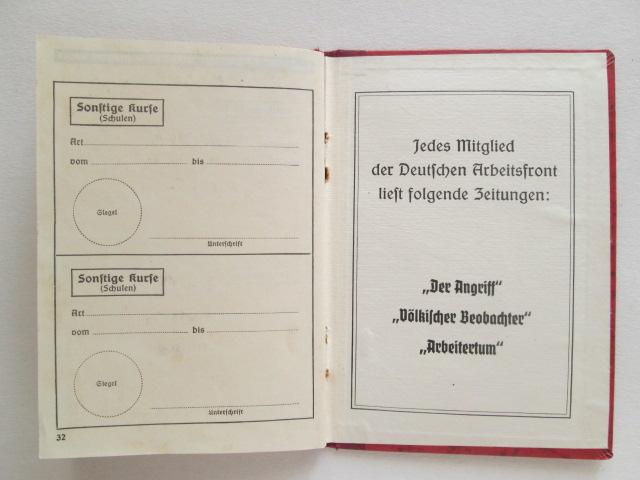 Sonſtige Kurſe
(Schulen)
Art
vom bis
Siegel
Unterſchrift
Sonſtige Kurſe
(Schulen)
Art
vom bis
Siegel
Unterſchrift
32
Jedes Mitglied
der Deutſchen Arbeitsfront
lieſt folgende Zeitungen:
„Der Angriff“
„Völkiſcher Beobachter“
„Arbeitertum“